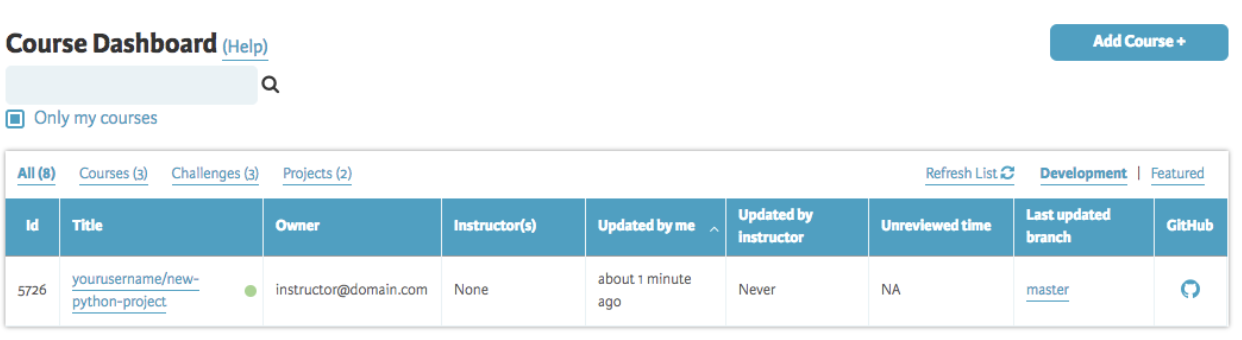 Course Dashboard (Help)
Add Course +
Only my courses
All (8) Courses (3) Challenges (3) Projects (2) Refresh List Development | Featured
Id Title Owner Instructor(s) Updated by me Updated by instructor Unreviewed time Last updated branch GitHub
5726 yourusername/new-python-project instructor@domain.com None about 1 minute ago Never NA master